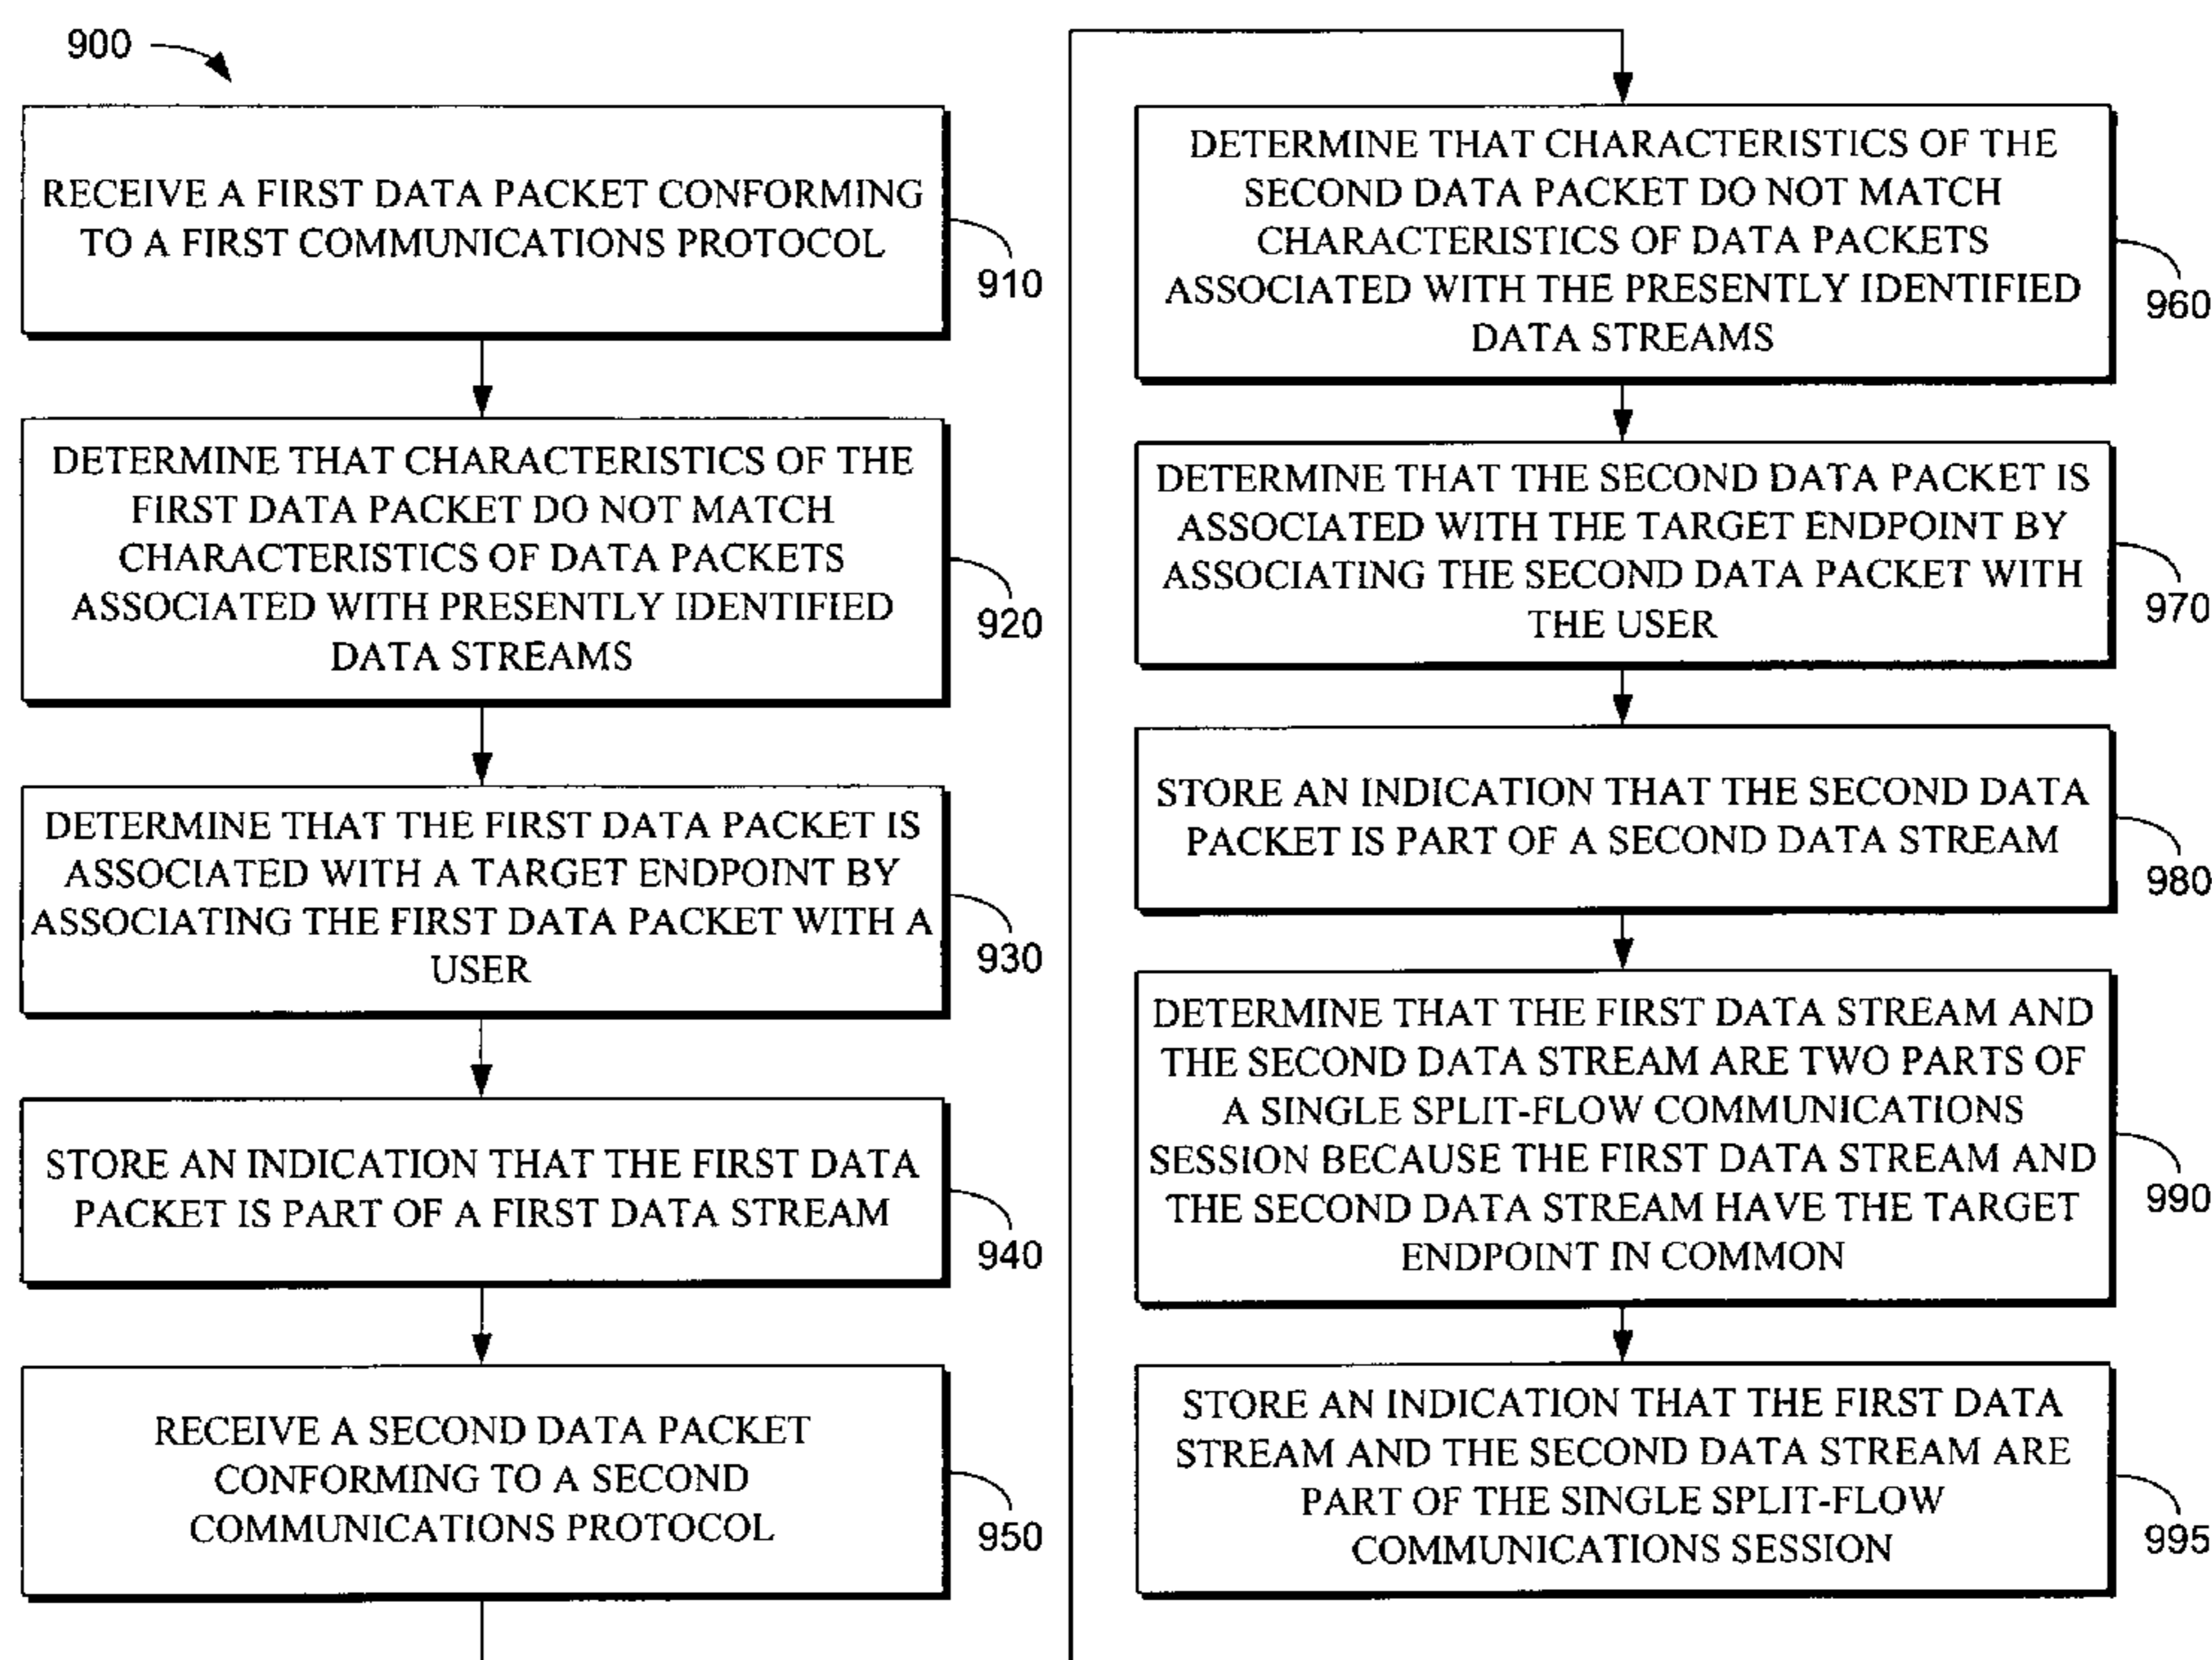 900
RECEIVE A FIRST DATA PACKET CONFORMING
TO A FIRST COMMUNICATIONS PROTOCOL
910
DETERMINE THAT CHARACTERISTICS OF THE
FIRST DATA PACKET DO NOT MATCH
CHARACTERISTICS OF DATA PACKETS
ASSOCIATED WITH PRESENTLY IDENTIFIED
DATA STREAMS
920
DETERMINE THAT THE FIRST DATA PACKET IS
ASSOCIATED WITH A TARGET ENDPOINT BY
ASSOCIATING THE FIRST DATA PACKET WITH A
USER
930
STORE AN INDICATION THAT THE FIRST DATA
PACKET IS PART OF A FIRST DATA STREAM
940
RECEIVE A SECOND DATA PACKET
CONFORMING TO A SECOND
COMMUNICATIONS PROTOCOL
950
DETERMINE THAT CHARACTERISTICS OF THE
SECOND DATA PACKET DO NOT MATCH
CHARACTERISTICS OF DATA PACKETS
ASSOCIATED WITH THE PRESENTLY IDENTIFIED
DATA STREAMS
960
DETERMINE THAT THE SECOND DATA PACKET IS
ASSOCIATED WITH THE TARGET ENDPOINT BY
ASSOCIATING THE SECOND DATA PACKET WITH
THE USER
970
STORE AN INDICATION THAT THE SECOND DATA
PACKET IS PART OF A SECOND DATA STREAM
980
DETERMINE THAT THE FIRST DATA STREAM AND
THE SECOND DATA STREAM ARE TWO PARTS OF
A SINGLE SPLIT-FLOW COMMUNICATIONS
SESSION BECAUSE THE FIRST DATA STREAM AND
THE SECOND DATA STREAM HAVE THE TARGET
ENDPOINT IN COMMON
990
STORE AN INDICATION THAT THE FIRST DATA
STREAM AND THE SECOND DATA STREAM ARE
PART OF THE SINGLE SPLIT-FLOW
COMMUNICATIONS SESSION
995